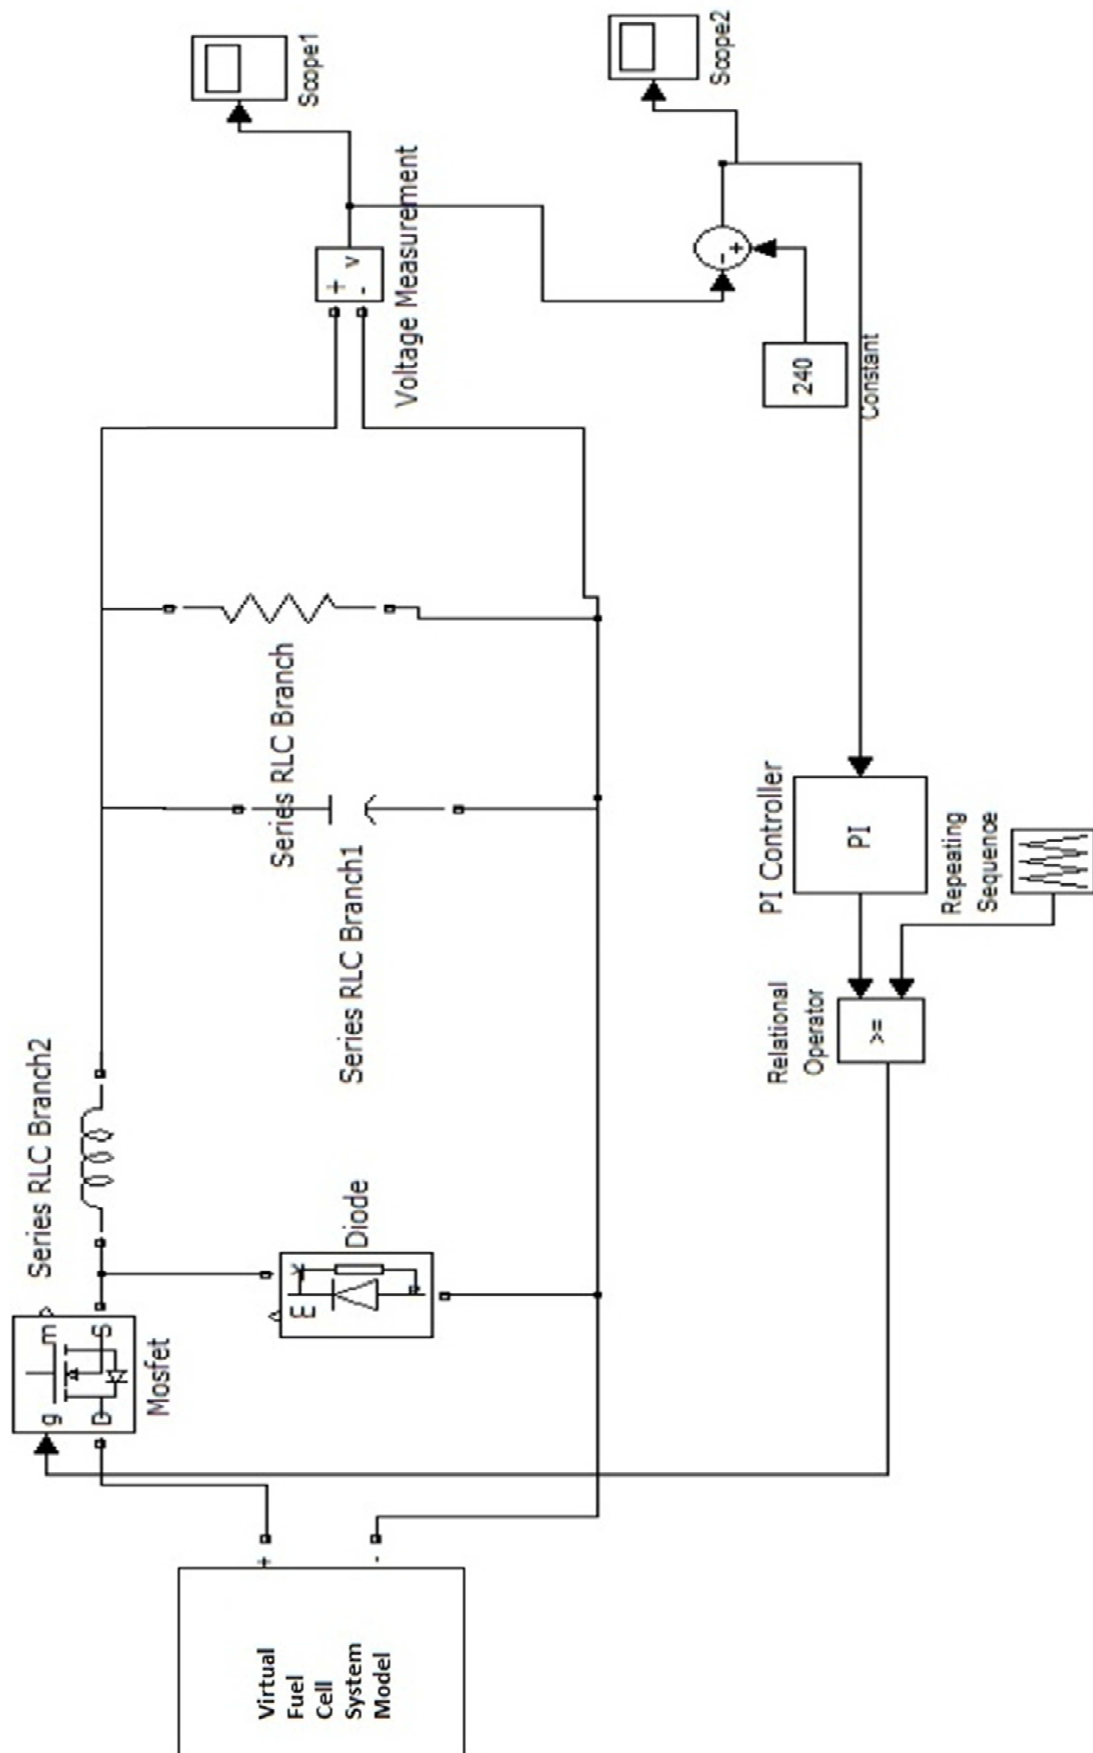 Virtual
Fuel
Cell
System
Model
+
-
g
m
D
S
Mosfet
Series RLC Branch2
E
Diode
Series RLC Branch1
Series RLC Branch
+
-
v
Voltage Measurement
Scope1
Scope2
-
+
240
Constant
PI Controller
PI
Repeating
Sequence
Relational
Operator
>=